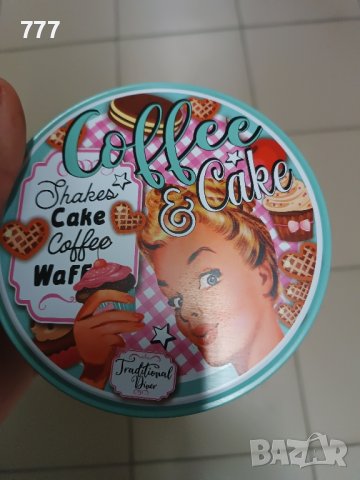 777
Coffee
& Cake
Shakes
Cake
Coffee
Waff
Traditional
Diner
BAZAR